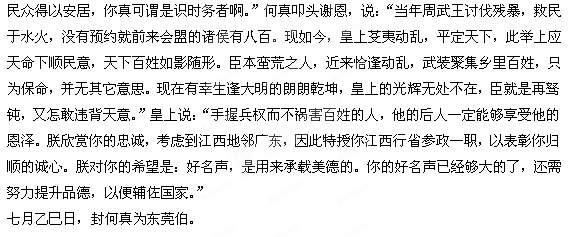 民众得以安居，你真可谓是识时务者啊。”何真叩头谢恩，说：“当年周武王讨伐残暴，救民
于水火，没有预约就前来会盟的诸侯有八百。现如今，皇上芟夷动乱，平定天下，此举上应
天命下顺民意，天下百姓如影随形。臣本蛮荒之人，近来恰逢动乱，武装聚集乡里百姓，只
为保命，并无其它意思。现在有幸生逢大明的朗朗乾坤，皇上的光辉无处不在，臣就是再驽
钝，又怎敢违背天意。”皇上说：“手握兵权而不祸害百姓的人，他的后人一定能够享受他的
恩泽。朕欣赏你的忠诚，考虑到江西地邻广东，因此特授你江西行省参政一职，以表彰你归
顺的诚心。朕对你的希望是：好名声，是用来承载美德的。你的好名声已经够大的了，还需
努力提升品德，以便辅佐国家。”
七月乙巳日，封何真为东莞伯。